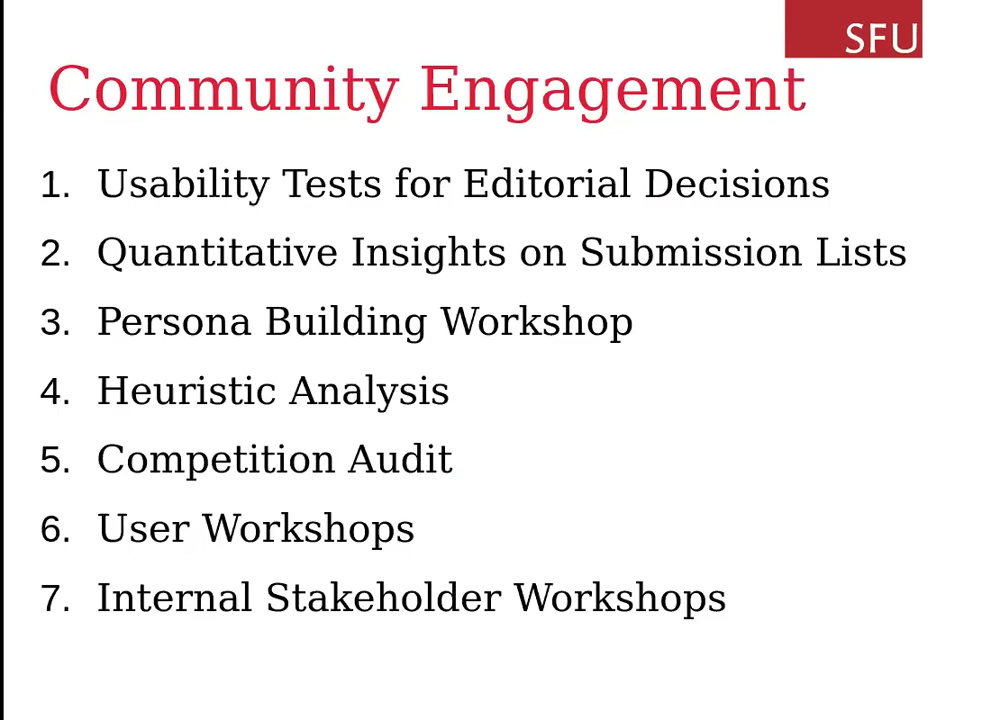 SFU
Community Engagement
1. Usability Tests for Editorial Decisions
2. Quantitative Insights on Submission Lists
3. Persona Building Workshop
4. Heuristic Analysis
5. Competition Audit
6. User Workshops
7. Internal Stakeholder Workshops